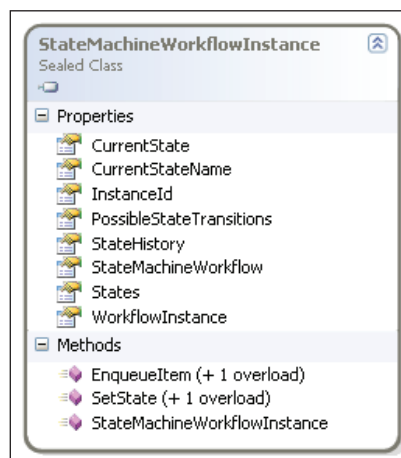 StateMachineWorkflowInstance
Sealed Class
Properties
CurrentState
CurrentStateName
InstanceId
PossibleStateTransitions
StateHistory
StateMachineWorkflow
States
WorkflowInstance
Methods
EnqueueItem (+ 1 overload)
SetState (+ 1 overload)
StateMachineWorkflowInstance